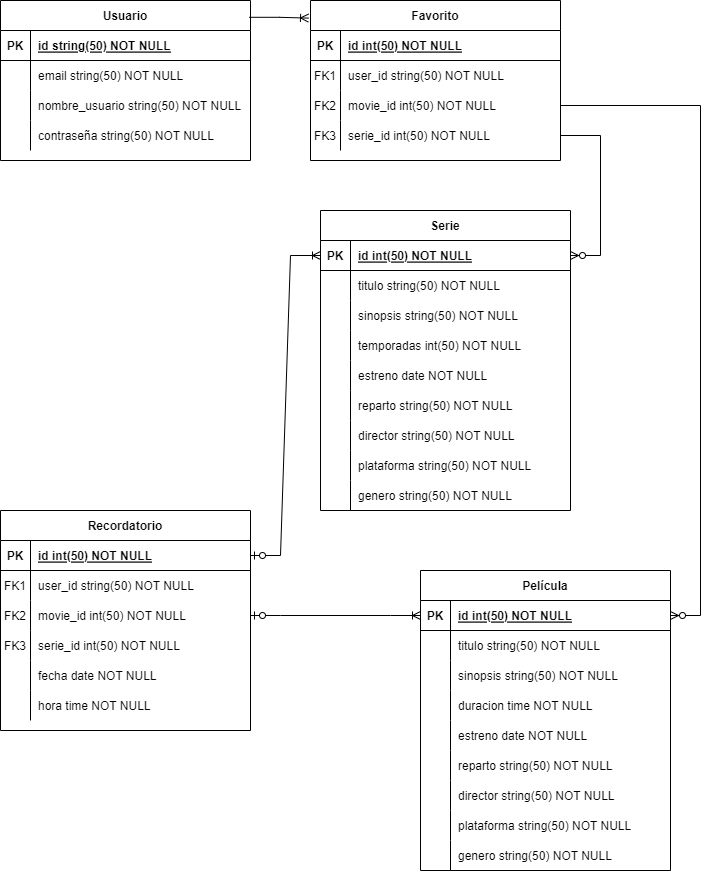 Usuario
PK id string(50) NOT NULL
email string(50) NOT NULL
nombre_usuario string(50) NOT NULL
contraseña string(50) NOT NULL
Favorito
PK id int(50) NOT NULL
FK1 user_id string(50) NOT NULL
FK2 movie_id int(50) NOT NULL
FK3 serie_id int(50) NOT NULL
Serie
PK id int(50) NOT NULL
titulo string(50) NOT NULL
sinopsis string(50) NOT NULL
temporadas int(50) NOT NULL
estreno date NOT NULL
reparto string(50) NOT NULL
director string(50) NOT NULL
plataforma string(50) NOT NULL
genero string(50) NOT NULL
Recordatorio
PK id int(50) NOT NULL
FK1 user_id string(50) NOT NULL
FK2 movie_id int(50) NOT NULL
FK3 serie_id int(50) NOT NULL
fecha date NOT NULL
hora time NOT NULL
Película
PK id int(50) NOT NULL
titulo string(50) NOT NULL
sinopsis string(50) NOT NULL
duracion time NOT NULL
estreno date NOT NULL
reparto string(50) NOT NULL
director string(50) NOT NULL
plataforma string(50) NOT NULL
genero string(50) NOT NULL